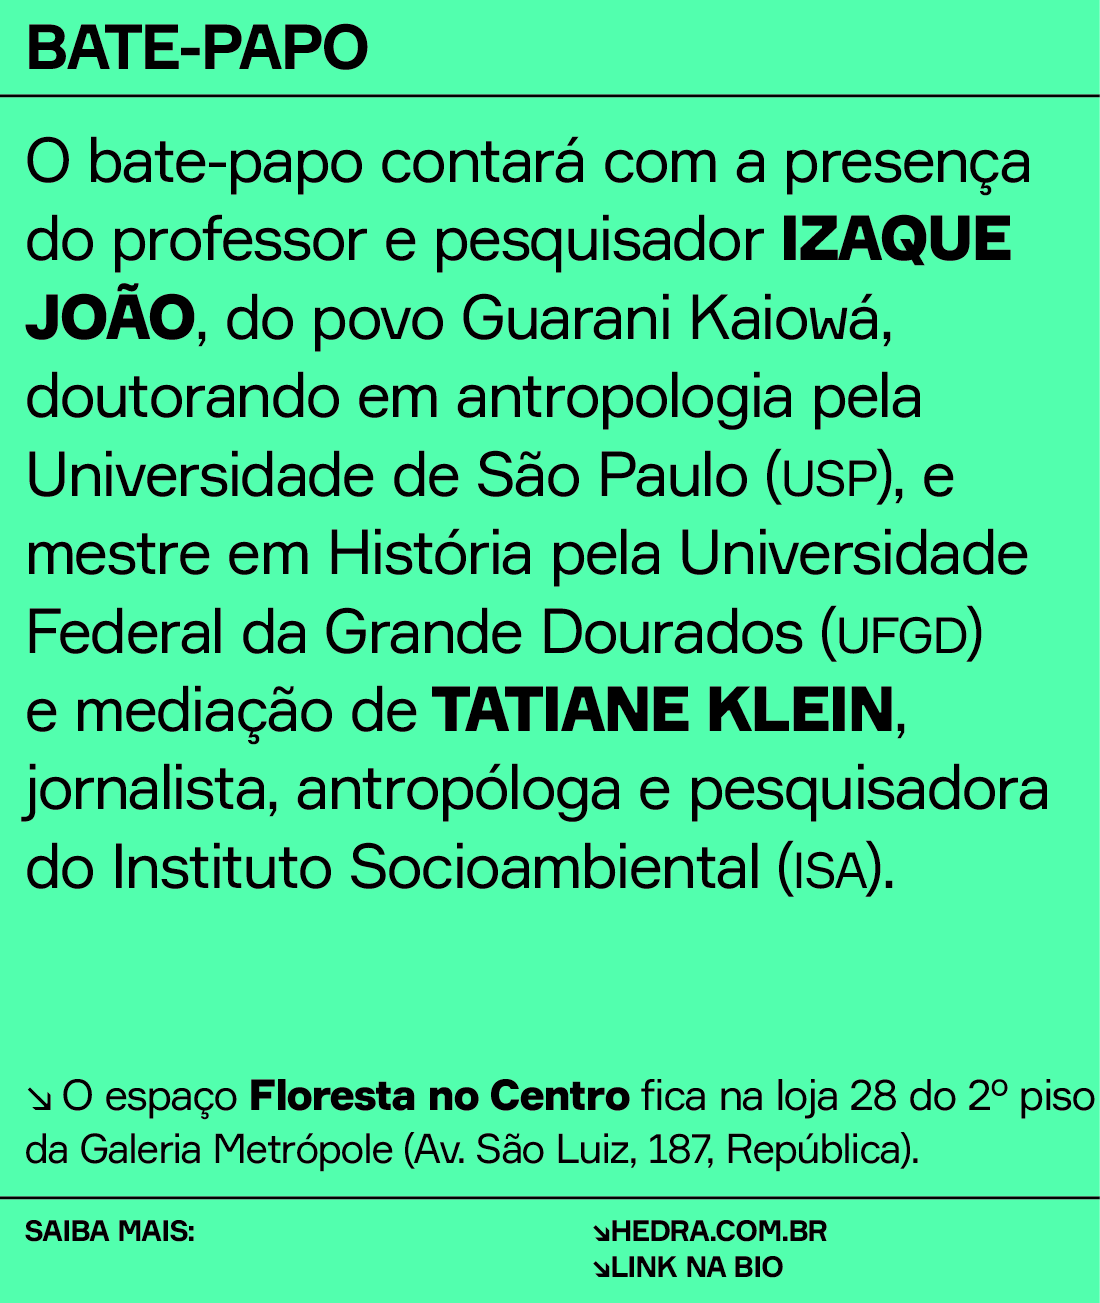 BATE-PAPO
O bate-papo contará com a presença
do professor e pesquisador IZAQUE
JOÃO, do povo Guarani Kaiowá,
doutorando em antropologia pela
Universidade de São Paulo (USP), e
mestre em História pela Universidade
Federal da Grande Dourados (UFGD)
e mediação de TATIANE KLEIN,
jornalista, antropóloga e pesquisadora
do Instituto Socioambiental (ISA).
↘ O espaço Floresta no Centro fica na loja 28 do 2º piso
da Galeria Metrópole (Av. São Luiz, 187, República).
SAIBA MAIS:
↘HEDRA.COM.BR
↘LINK NA BIO